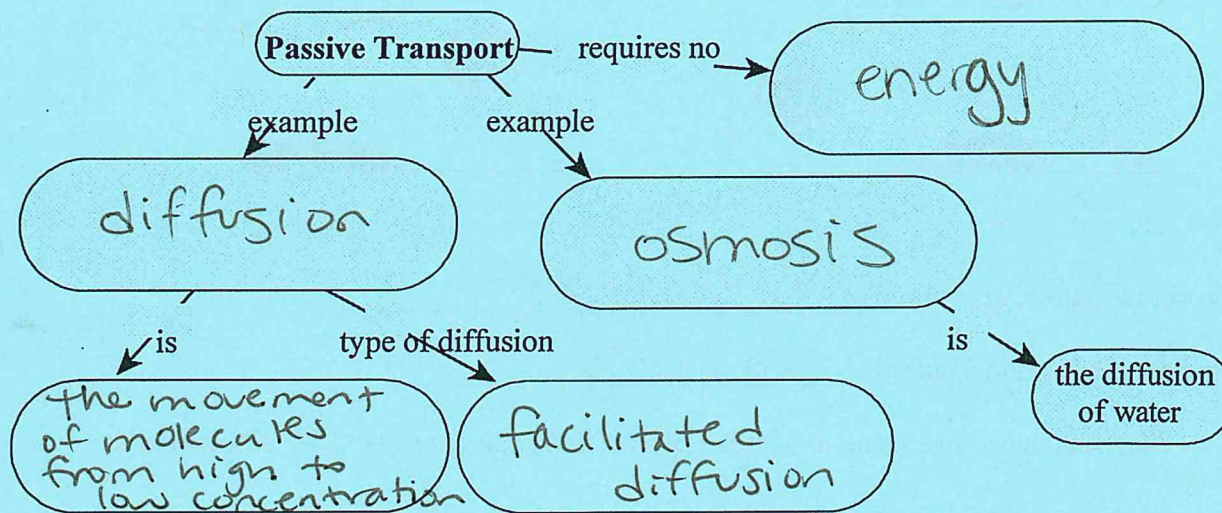 Passive Transport
requires no
energy
example
example
diffusion
osmosis
is
type of diffusion
is
the movement
of molecules
from high to
low concentration
facilitated
diffusion
the diffusion
of water